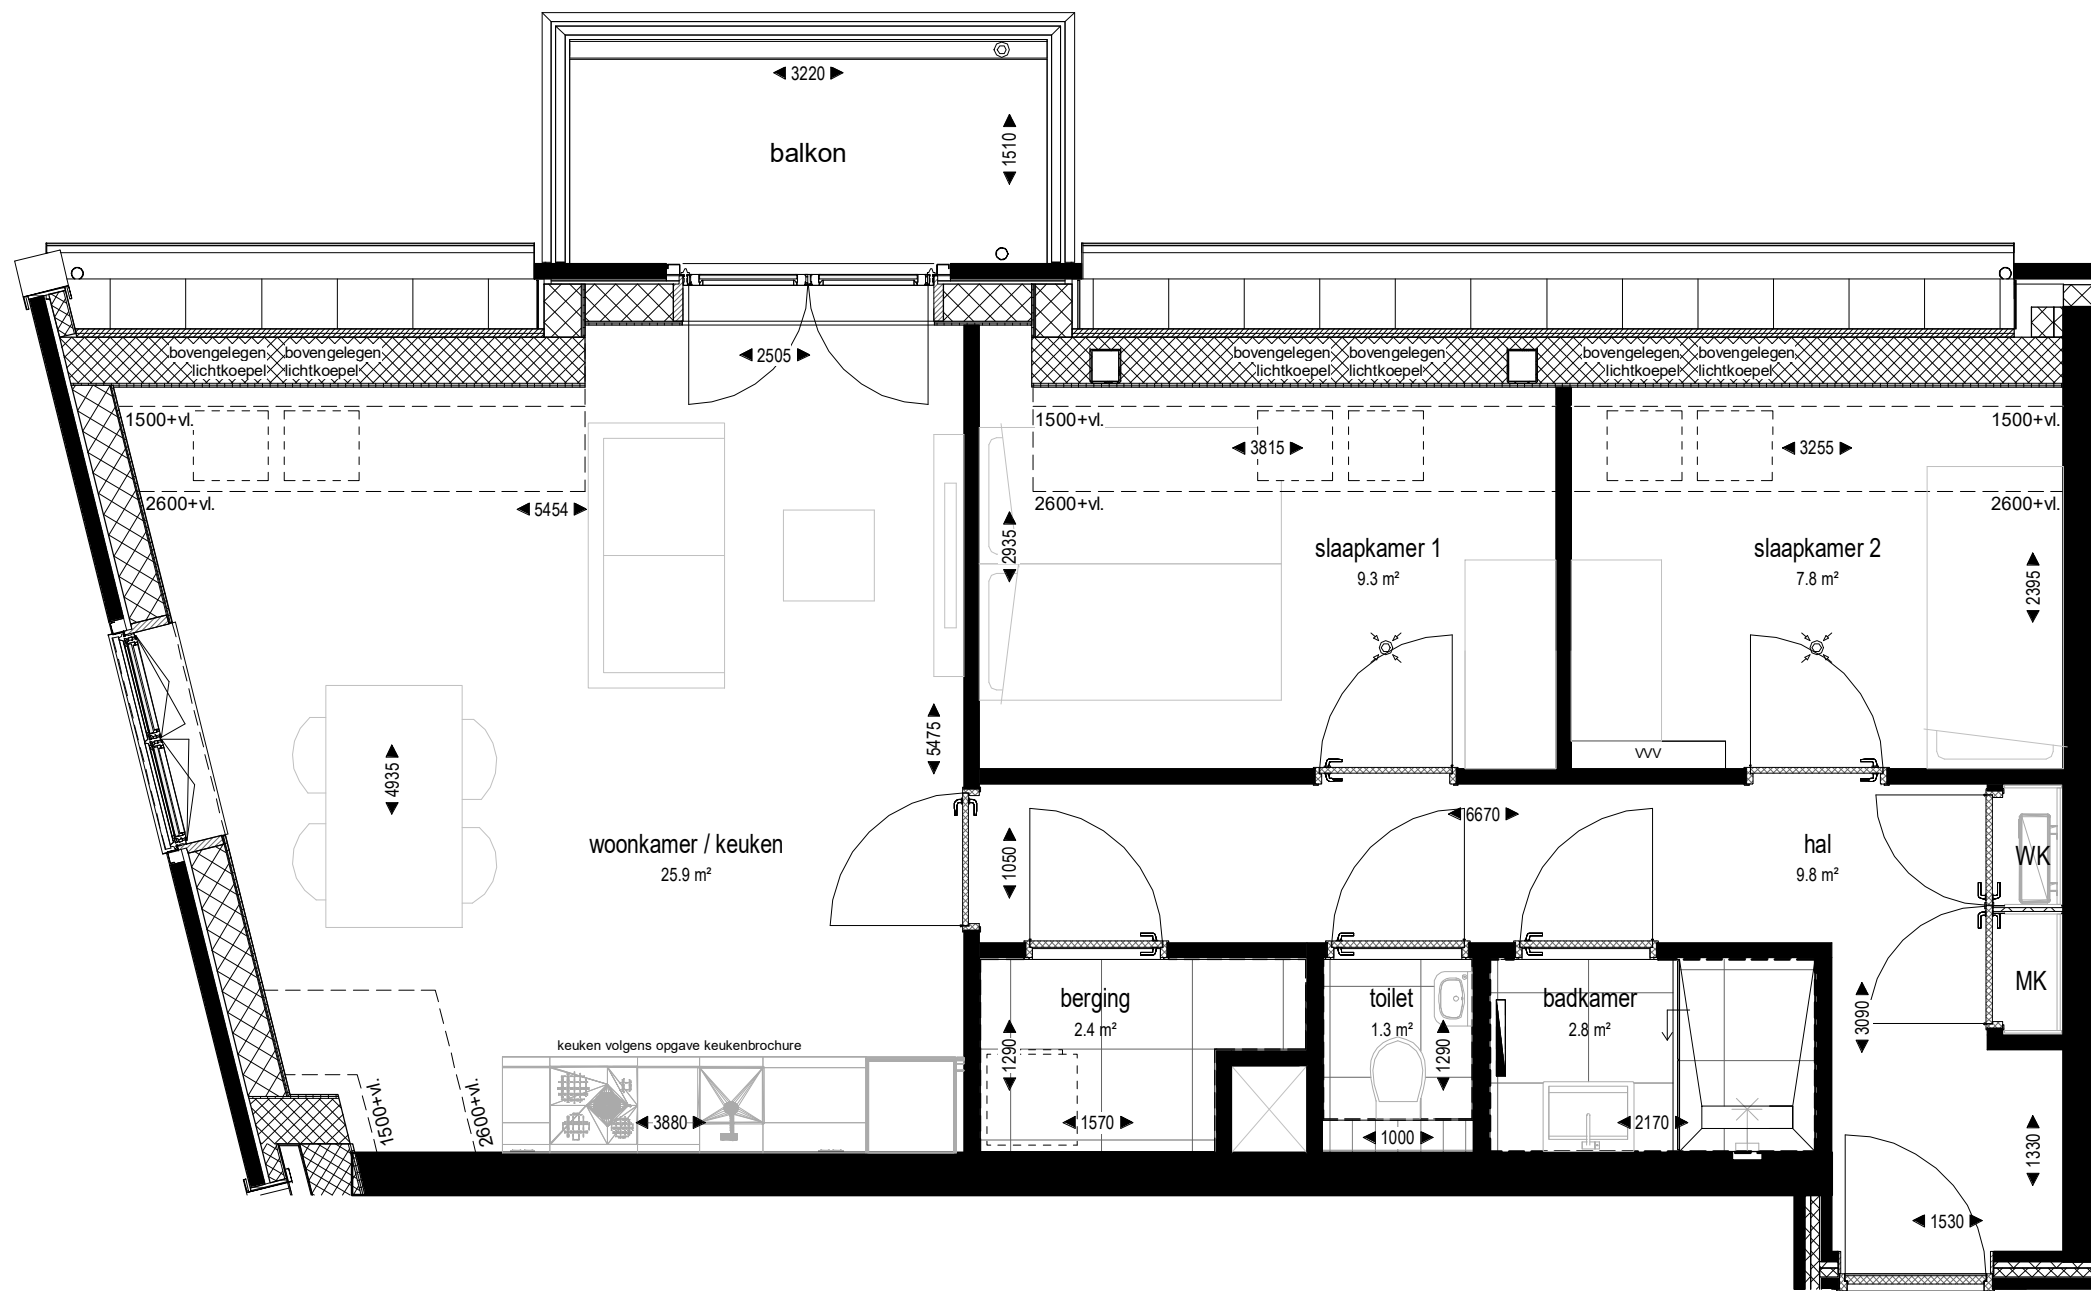 3220
1510
balkon
bovengelegen bovengelegen
lichtkoepel lichtkoepel
2505
bovengelegen bovengelegen
lichtkoepel lichtkoepel
bovengelegen bovengelegen
lichtkoepel lichtkoepel
1500+vl.
1500+vl.
1500+vl.
3815
3255
2600+vl.
5454
2600+vl.
2600+vl.
2935
slaapkamer 1
9.3 m²
slaapkamer 2
7.8 m²
2395
5475
4935
VVV
6670
woonkamer / keuken
25.9 m²
1050
hal
9.8 m²
WK
MK
berging
2.4 m²
toilet
1.3 m²
badkamer
2.8 m²
3090
keuken volgens opgave keukenbrochure
1290
1290
1500+vl.
2600+vl.
3880
1570
1000
2170
1330
1530